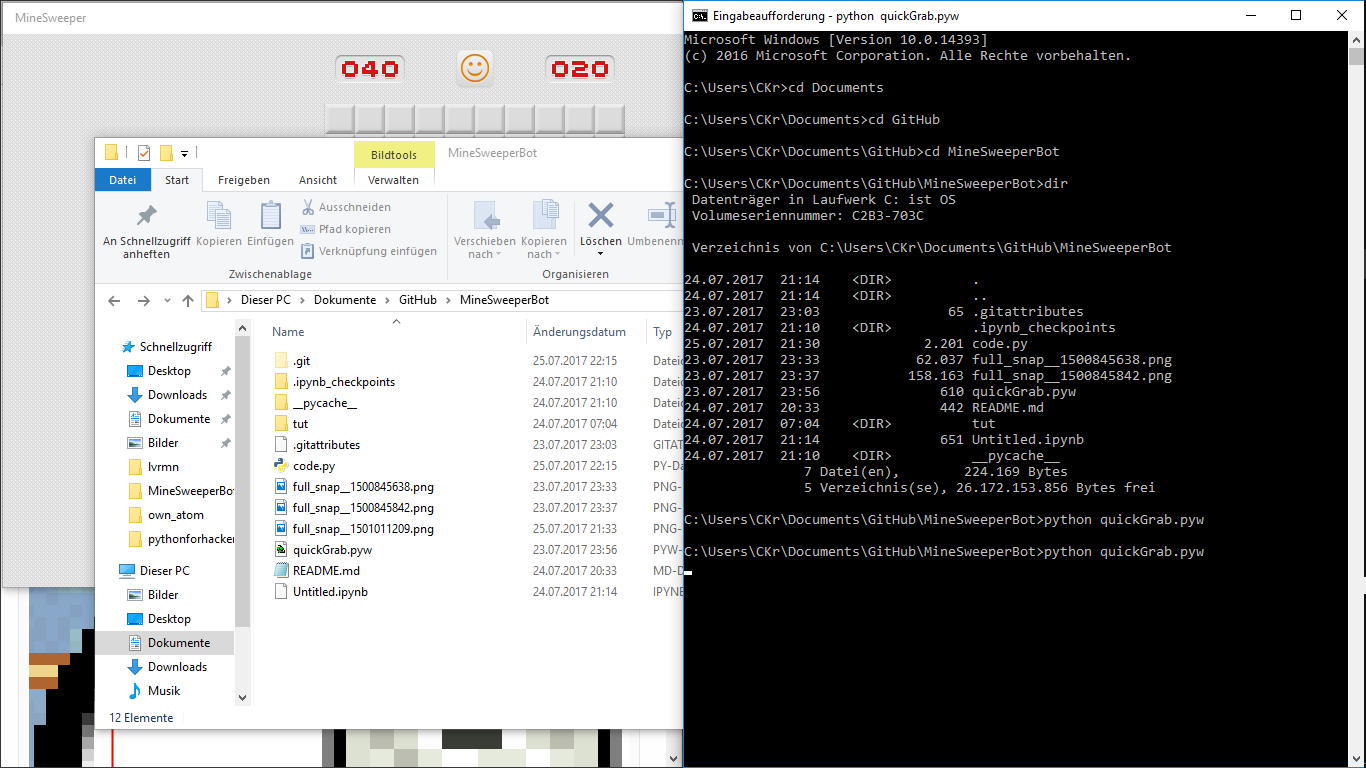 MineSweeper
040
020
MineSweeperBot
Bildtools
Datei
Start
Freigeben
Ansicht
Verwalten
An Schnellzugriff
anheften
Kopieren
Einfügen
Ausschneiden
Pfad kopieren
Verknüpfung einfügen
Zwischenablage
Verschieben
nach
Kopieren
nach
Löschen
Umbenenn
Organisieren
Dieser PC > Dokumente > GitHub > MineSweeperBot
Schnellzugriff
Desktop
Downloads
Dokumente
Bilder
lvrmn
MineSweeperBot
own_atom
pythonforhacker
Dieser PC
Bilder
Desktop
Dokumente
Downloads
Musik
Name Änderungsdatum Typ
.git 25.07.2017 22:15 Dateic
.ipynb_checkpoints 24.07.2017 21:10 Dateic
__pycache__ 24.07.2017 21:10 Dateic
tut 24.07.2017 07:04 Dateic
.gitattributes 23.07.2017 23:03 GITAT
code.py 25.07.2017 22:15 PY-Da
full_snap__1500845638.png 23.07.2017 23:33 PNG-
full_snap__1500845842.png 23.07.2017 23:37 PNG-
full_snap__1501011209.png 25.07.2017 21:33 PNG-
quickGrab.pyw 23.07.2017 23:56 PYW-
README.md 24.07.2017 20:33 MD-D
Untitled.ipynb 24.07.2017 21:14 IPYNE
12 Elemente
Eingabeaufforderung - python quickGrab.pyw
Microsoft Windows [Version 10.0.14393]
(c) 2016 Microsoft Corporation. Alle Rechte vorbehalten.
C:\Users\CKr>cd Documents
C:\Users\CKr\Documents>cd GitHub
C:\Users\CKr\Documents\GitHub>cd MineSweeperBot
C:\Users\CKr\Documents\GitHub\MineSweeperBot>dir
Datenträger in Laufwerk C: ist OS
Volumeseriennummer: C2B3-703C
Verzeichnis von C:\Users\CKr\Documents\GitHub\MineSweeperBot
24.07.2017 21:14 <DIR> .
24.07.2017 21:14 <DIR> ..
23.07.2017 23:03 65 .gitattributes
24.07.2017 21:10 <DIR> .ipynb_checkpoints
25.07.2017 21:30 2.201 code.py
23.07.2017 23:33 62.037 full_snap__1500845638.png
23.07.2017 23:37 158.163 full_snap__1500845842.png
23.07.2017 23:56 610 quickGrab.pyw
24.07.2017 20:33 442 README.md
24.07.2017 07:04 <DIR> tut
24.07.2017 21:14 651 Untitled.ipynb
24.07.2017 21:10 <DIR> __pycache__
7 Datei(en), 224.169 Bytes
5 Verzeichnis(se), 26.172.153.856 Bytes frei
C:\Users\CKr\Documents\GitHub\MineSweeperBot>python quickGrab.pyw
C:\Users\CKr\Documents\GitHub\MineSweeperBot>python quickGrab.pyw